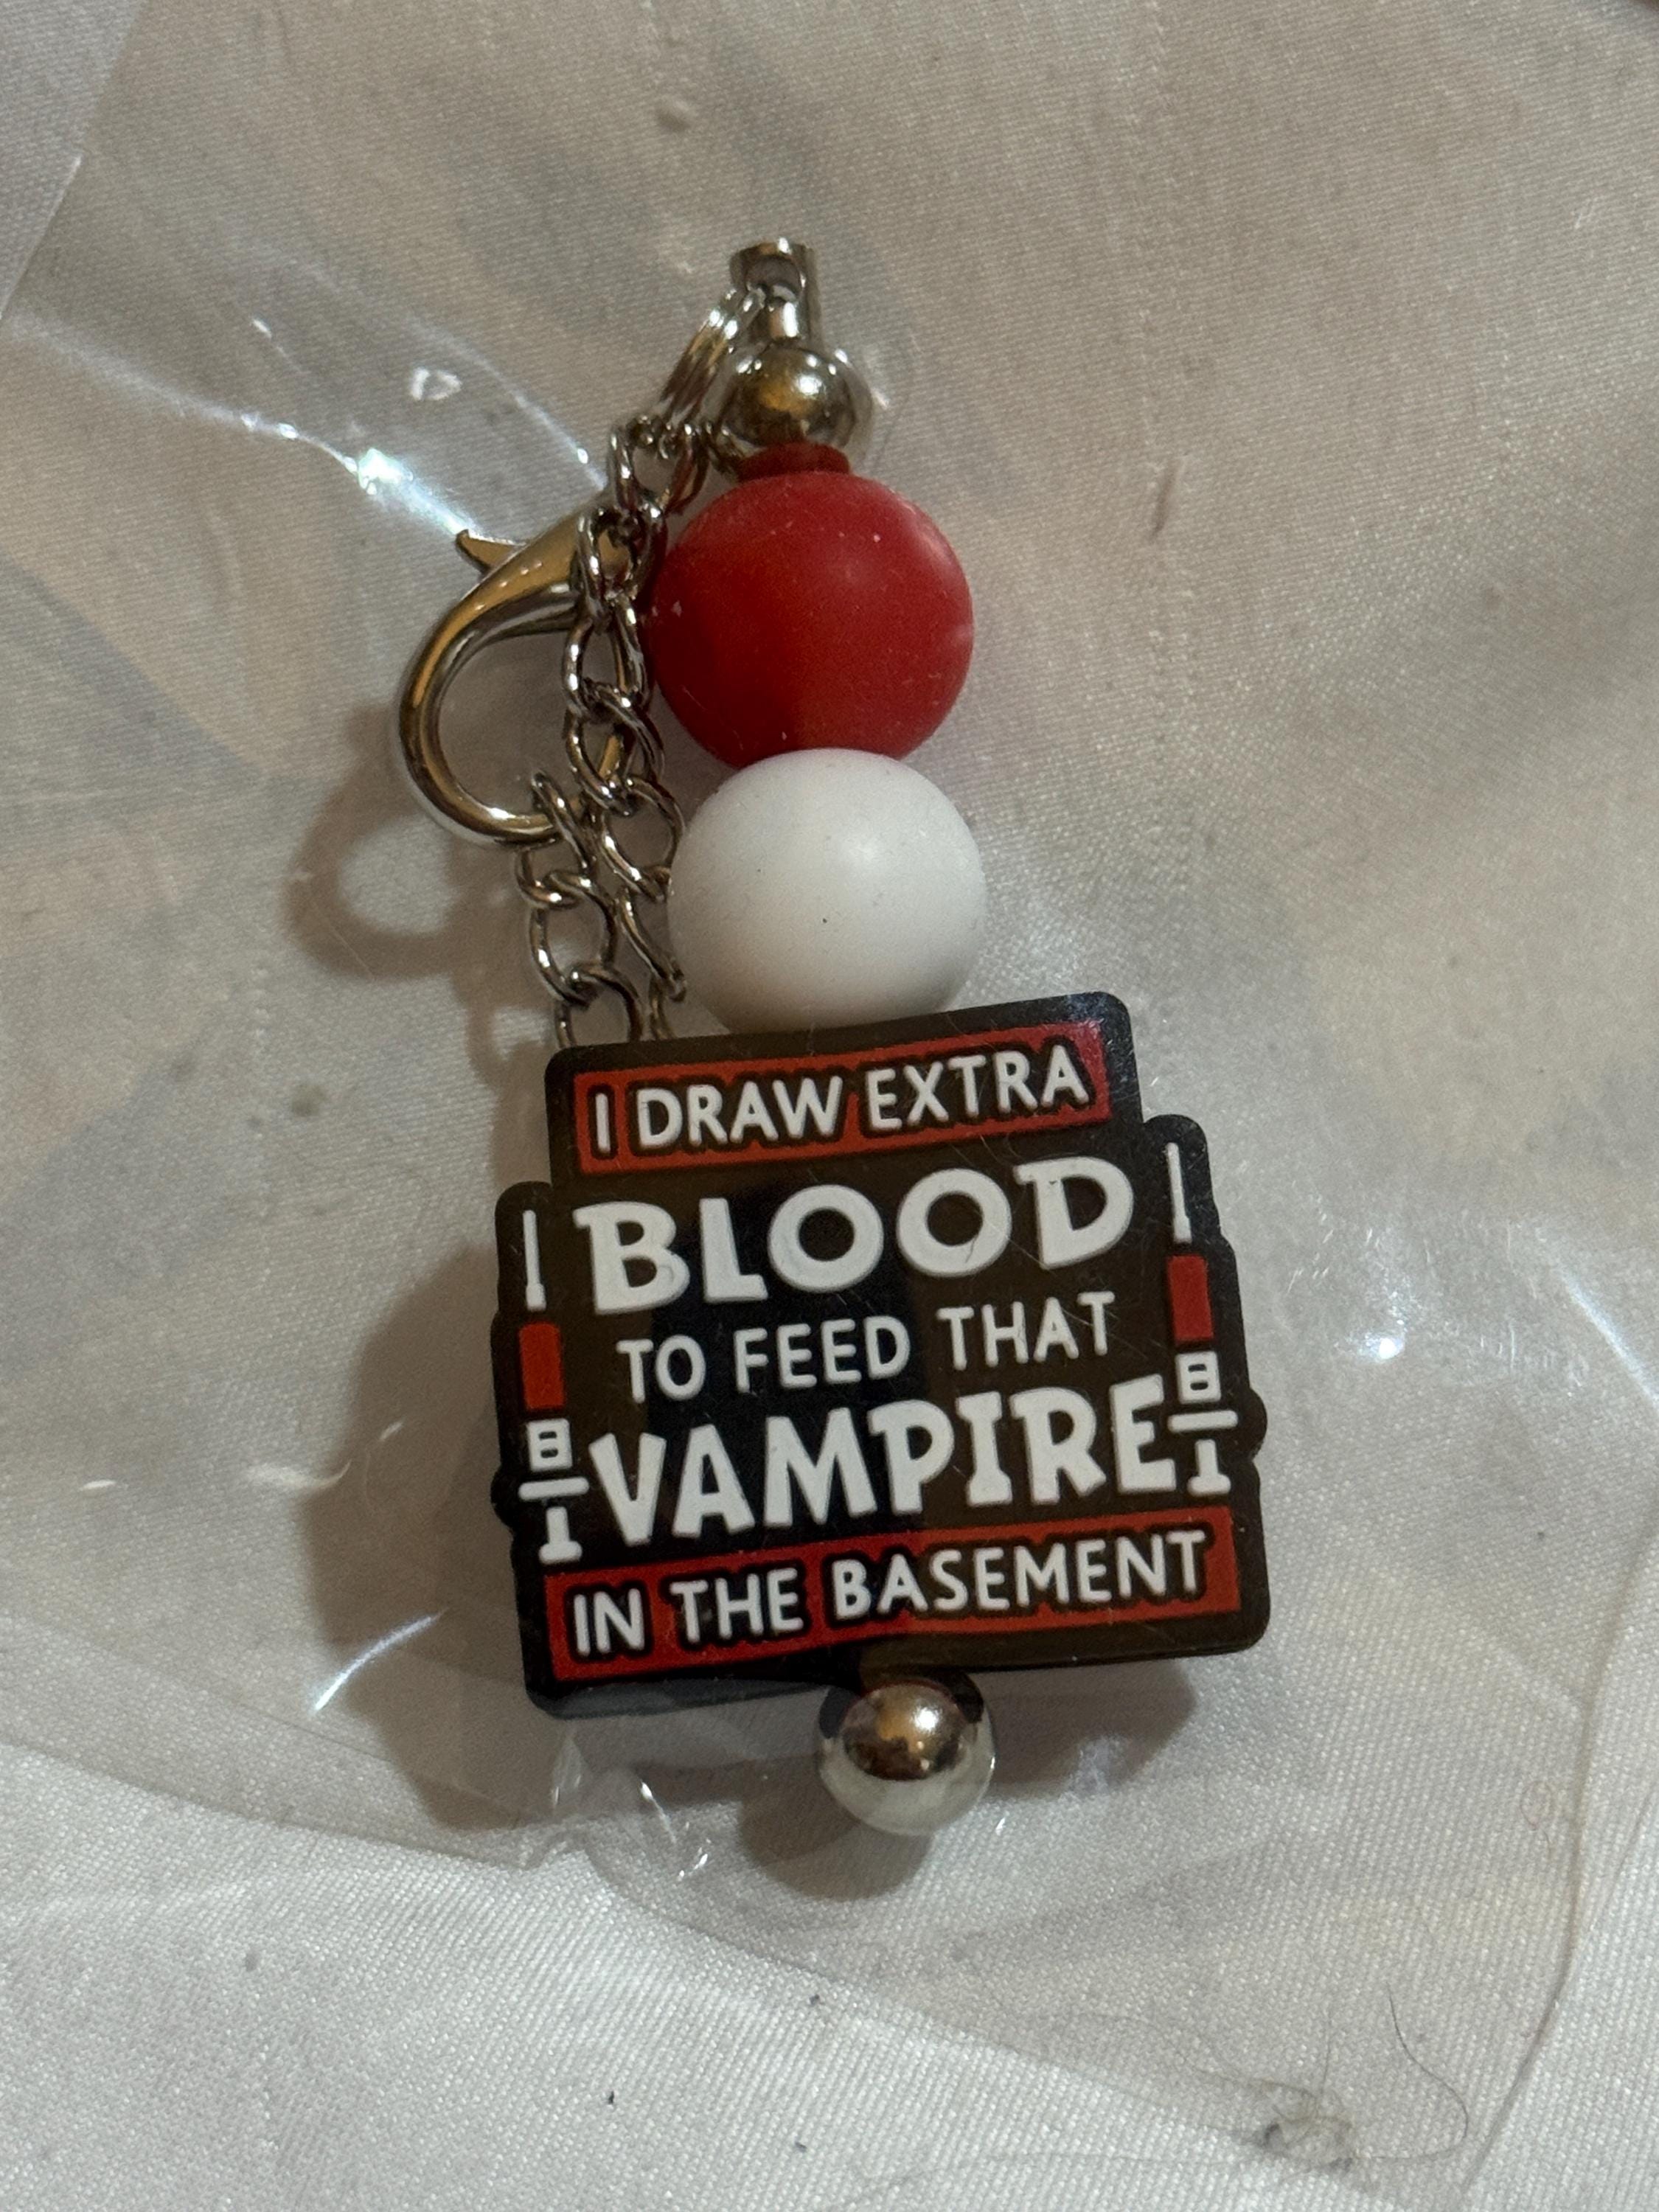 I DRAW EXTRA
BLOOD
TO FEED THAT
VAMPIRE
IN THE BASEMENT